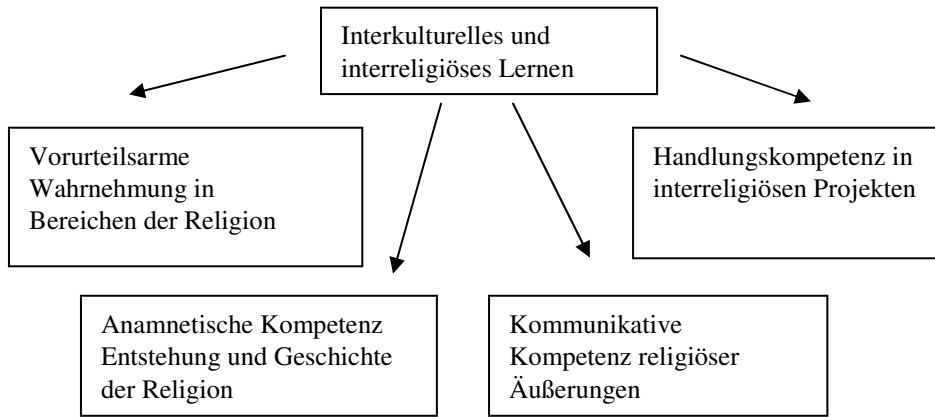 Interkulturelles und
interreligiöses Lernen
Vorurteilsarme
Wahrnehmung in
Bereichen der Religion
Handlungskompetenz in
interreligiösen Projekten
Anamnetische Kompetenz
Entstehung und Geschichte
der Religion
Kommunikative
Kompetenz religiöser
Äußerungen